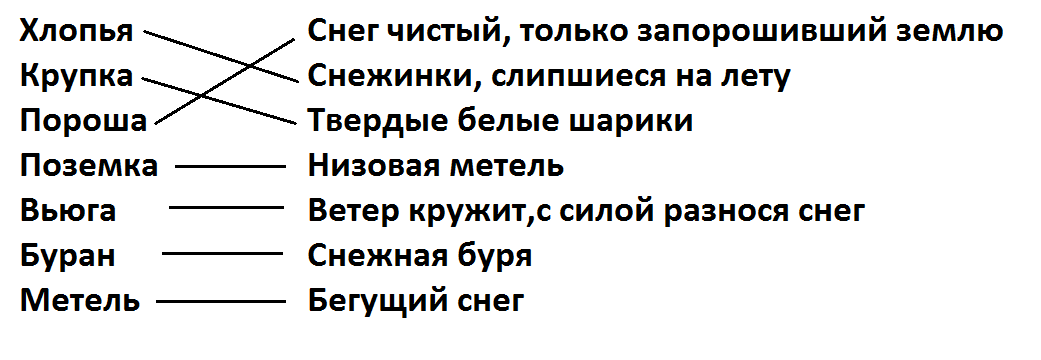 Хлопья Снег чистый, только запорошивший землю
Крупка Снежинки, слипшиеся на лету
Пороша Твердые белые шарики
Поземка Низовая метель
Вьюга Ветер кружит,с силой разнося снег
Буран Снежная буря
Метель Бегущий снег